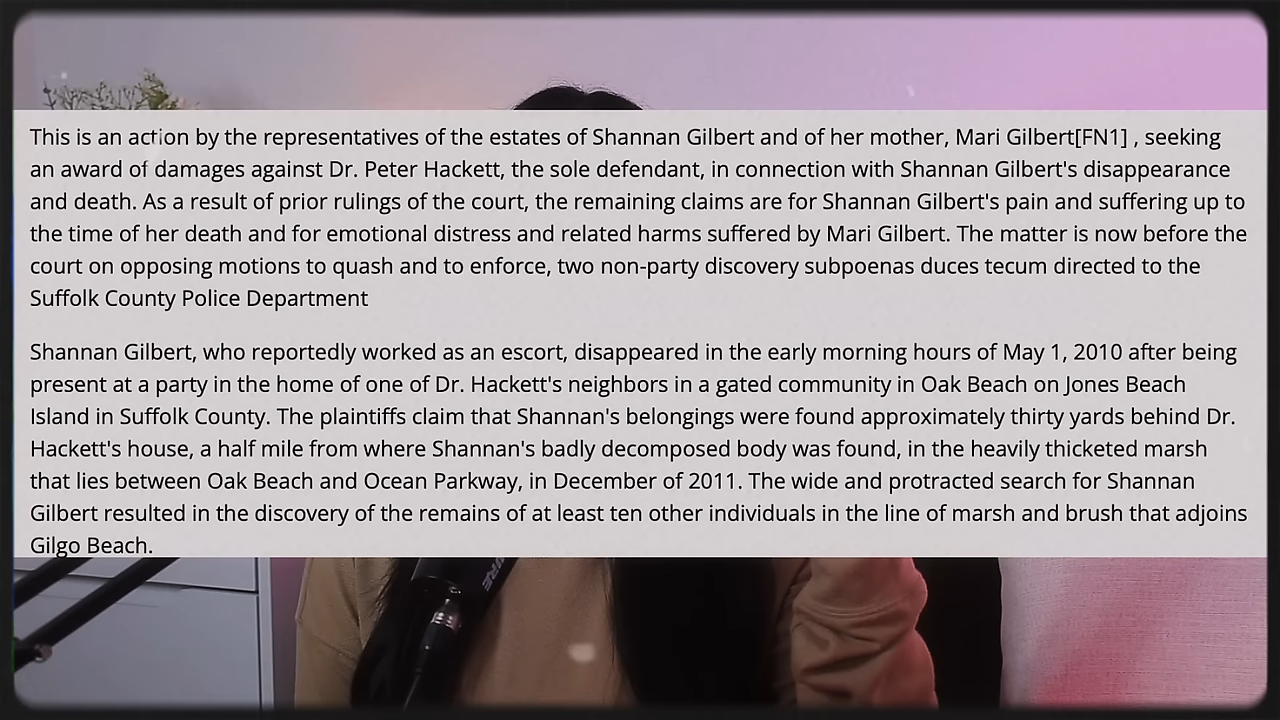 This is an action by the representatives of the estates of Shannan Gilbert and of her mother, Mari Gilbert[FN1] , seeking
an award of damages against Dr. Peter Hackett, the sole defendant, in connection with Shannan Gilbert's disappearance
and death. As a result of prior rulings of the court, the remaining claims are for Shannan Gilbert's pain and suffering up to
the time of her death and for emotional distress and related harms suffered by Mari Gilbert. The matter is now before the
court on opposing motions to quash and to enforce, two non-party discovery subpoenas duces tecum directed to the
Suffolk County Police Department
Shannan Gilbert, who reportedly worked as an escort, disappeared in the early morning hours of May 1, 2010 after being
present at a party in the home of one of Dr. Hackett's neighbors in a gated community in Oak Beach on Jones Beach
Island in Suffolk County. The plaintiffs claim that Shannan's belongings were found approximately thirty yards behind Dr.
Hackett's house, a half mile from where Shannan's badly decomposed body was found, in the heavily thicketed marsh
that lies between Oak Beach and Ocean Parkway, in December of 2011. The wide and protracted search for Shannan
Gilbert resulted in the discovery of the remains of at least ten other individuals in the line of marsh and brush that adjoins
Gilgo Beach.